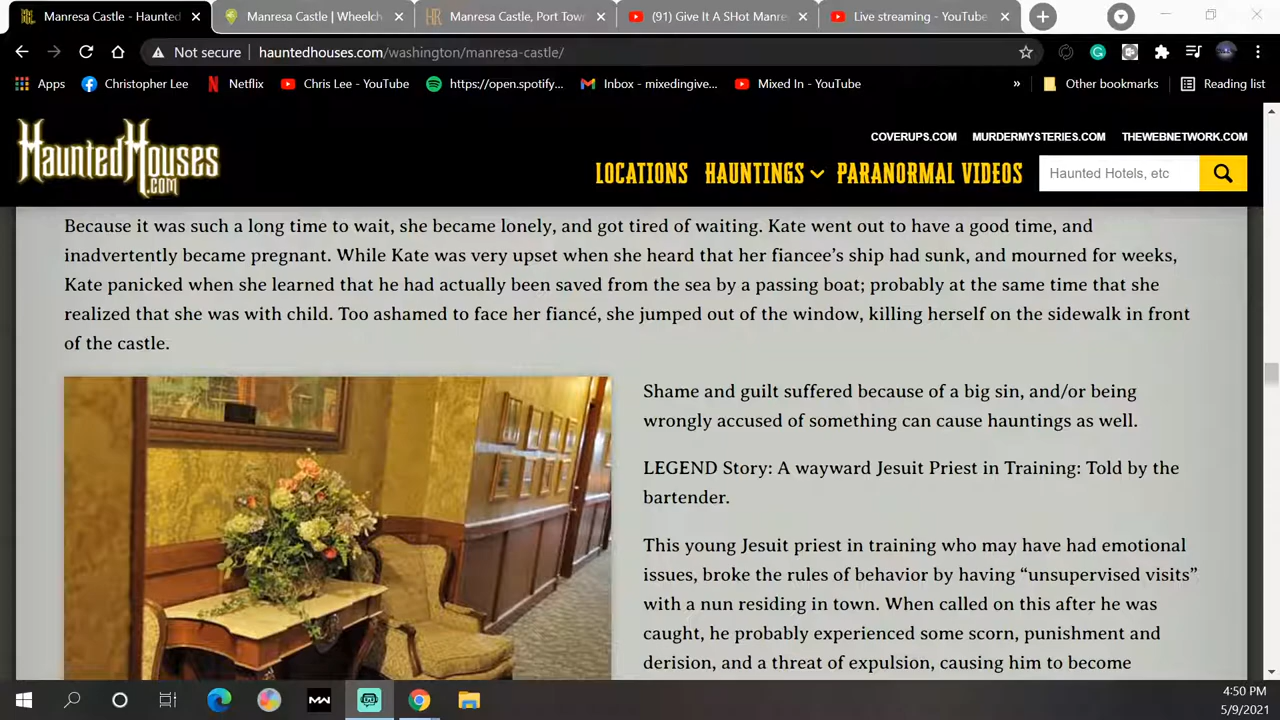 Manresa Castle - Haunted
Manresa Castle | Wheelch
Manresa Castle, Port Town
(91) Give It A SHot Manre
Live streaming - YouTube
Not secure
hauntedhouses.com/washington/manresa-castle/
Apps
Christopher Lee
Netflix
Chris Lee - YouTube
https://open.spotify...
Inbox - mixedingive...
Mixed In - YouTube
»
Other bookmarks
Reading list
HauntedHouses
.com
COVERUPS.COM
MURDERMYSTERIES.COM
THEWEBNETWORK.COM
LOCATIONS
HAUNTINGS
PARANORMAL VIDEOS
Haunted Hotels, etc
Because it was such a long time to wait, she became lonely, and got tired of waiting. Kate went out to have a good time, and
inadvertently became pregnant. While Kate was very upset when she heard that her fiancee’s ship had sunk, and mourned for weeks,
Kate panicked when she learned that he had actually been saved from the sea by a passing boat; probably at the same time that she
realized that she was with child. Too ashamed to face her fiancé, she jumped out of the window, killing herself on the sidewalk in front
of the castle.
Shame and guilt suffered because of a big sin, and/or being
wrongly accused of something can cause hauntings as well.
LEGEND Story: A wayward Jesuit Priest in Training: Told by the
bartender.
This young Jesuit priest in training who may have had emotional
issues, broke the rules of behavior by having “unsupervised visits”
with a nun residing in town. When called on this after he was
caught, he probably experienced some scorn, punishment and
derision, and a threat of expulsion, causing him to become
MW
4:50 PM
5/9/2021